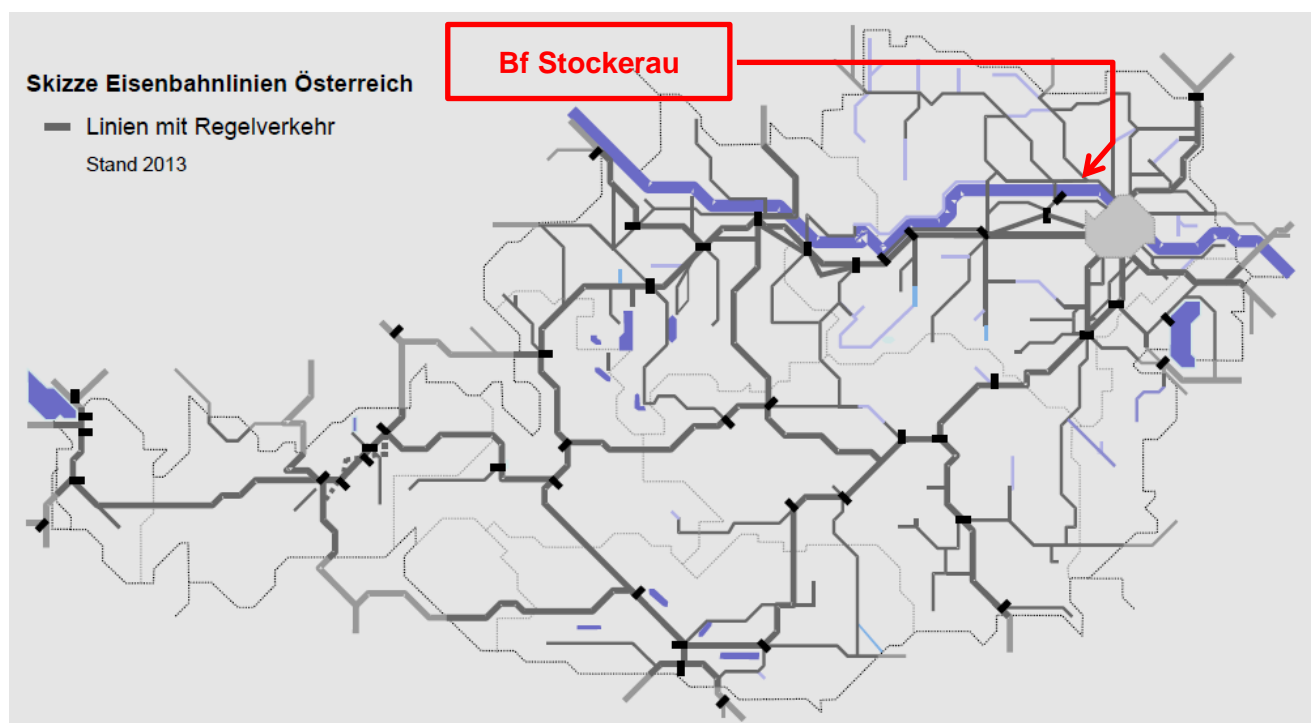 Bf Stockerau
Skizze Eisenbahnlinien Österreich
Linien mit Regelverkehr
Stand 2013